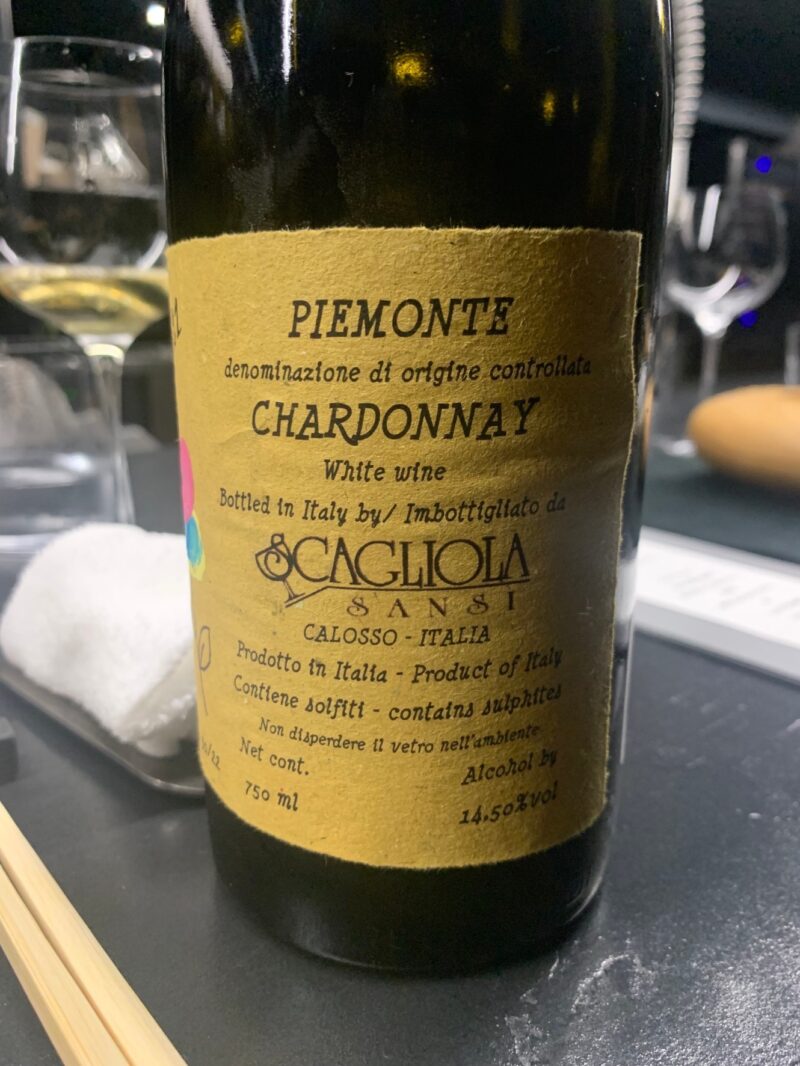 PIEMONTE
denominazione di origine controllata
CHARDONNAY
White wine
Bottled in Italy by/ Imbottigliato da
SCAGLIOLA
SANSI
CALOSSO - ITALIA
Prodotto in Italia - Product of Italy
Contiene solfiti - contains sulphites
Non disperdere il vetro nell'ambiente
Net cont.
750 ml
Alcohol by
14.50%vol